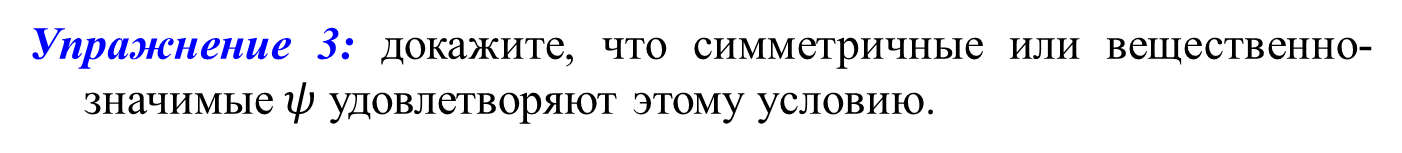 Упражнение 3: докажите, что симметричные или вещественно-
значимые ψ удовлетворяют этому условию.